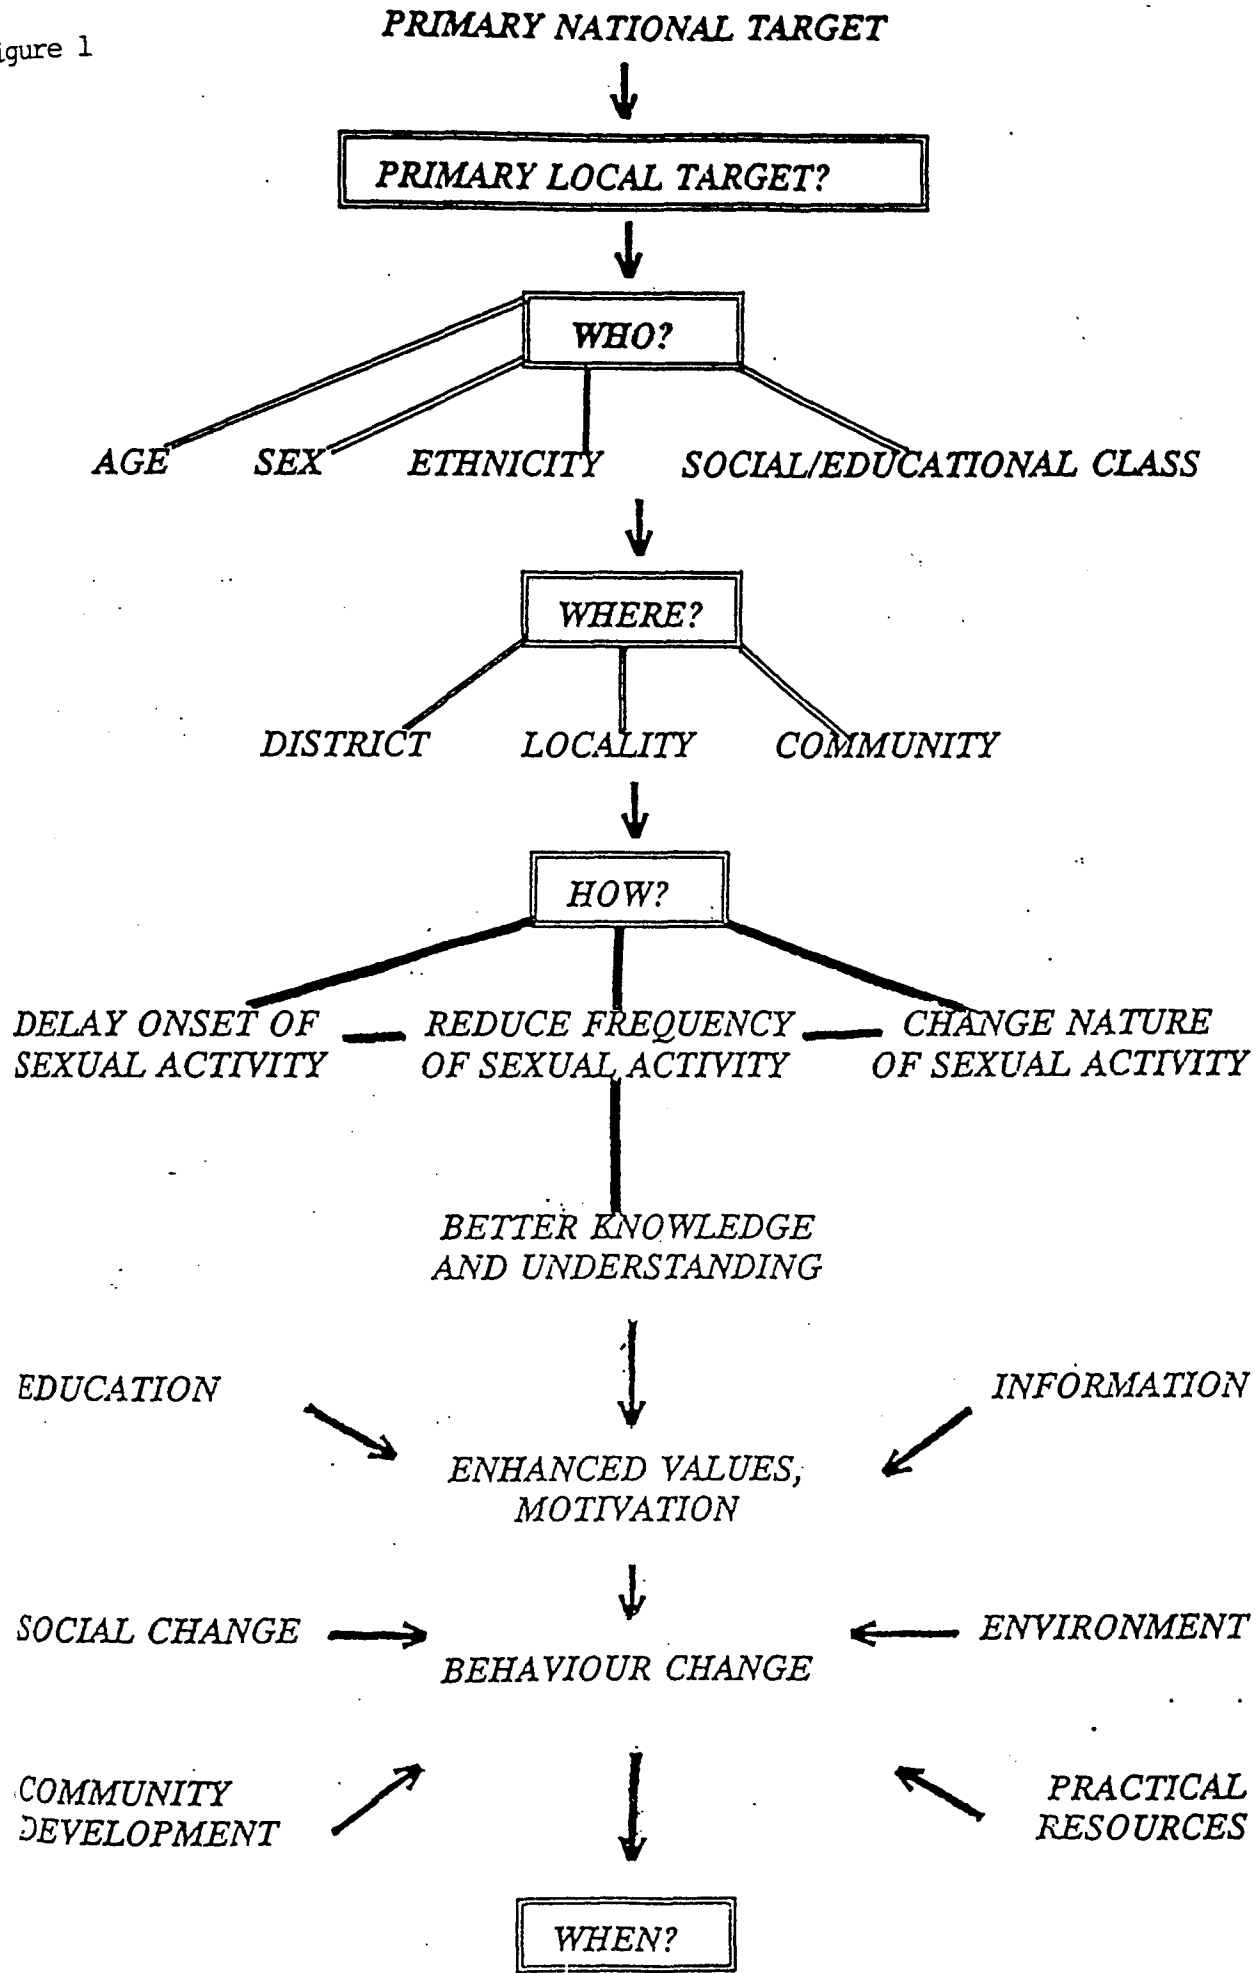 igure 1
PRIMARY NATIONAL TARGET
PRIMARY LOCAL TARGET?
WHO?
AGE SEX ETHNICITY SOCIAL/EDUCATIONAL CLASS
WHERE?
DISTRICT LOCALITY COMMUNITY
HOW?
DELAY ONSET OF
SEXUAL ACTIVITY
REDUCE FREQUENCY
OF SEXUAL ACTIVITY
CHANGE NATURE
OF SEXUAL ACTIVITY
BETTER KNOWLEDGE
AND UNDERSTANDING
EDUCATION
INFORMATION
ENHANCED VALUES,
MOTIVATION
SOCIAL CHANGE
ENVIRONMENT
BEHAVIOUR CHANGE
COMMUNITY
DEVELOPMENT
PRACTICAL
RESOURCES
WHEN?